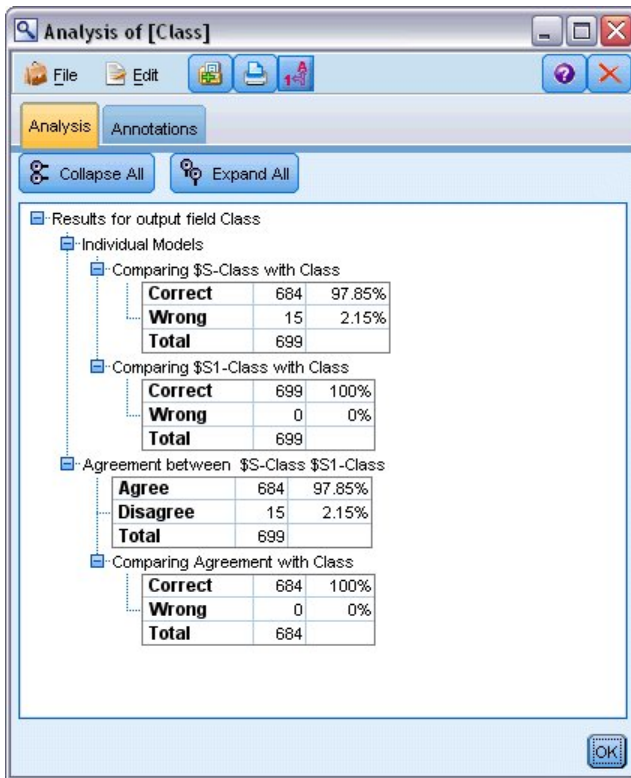 Analysis of [Class]
File Edit
Analysis Annotations
Collapse All Expand All
Results for output field Class
Individual Models
Comparing $S-Class with Class
Correct 684 97.85%
Wrong 15 2.15%
Total 699
Comparing $S1-Class with Class
Correct 699 100%
Wrong 0 0%
Total 699
Agreement between $S-Class $S1-Class
Agree 684 97.85%
Disagree 15 2.15%
Total 699
Comparing Agreement with Class
Correct 684 100%
Wrong 0 0%
Total 684
OK